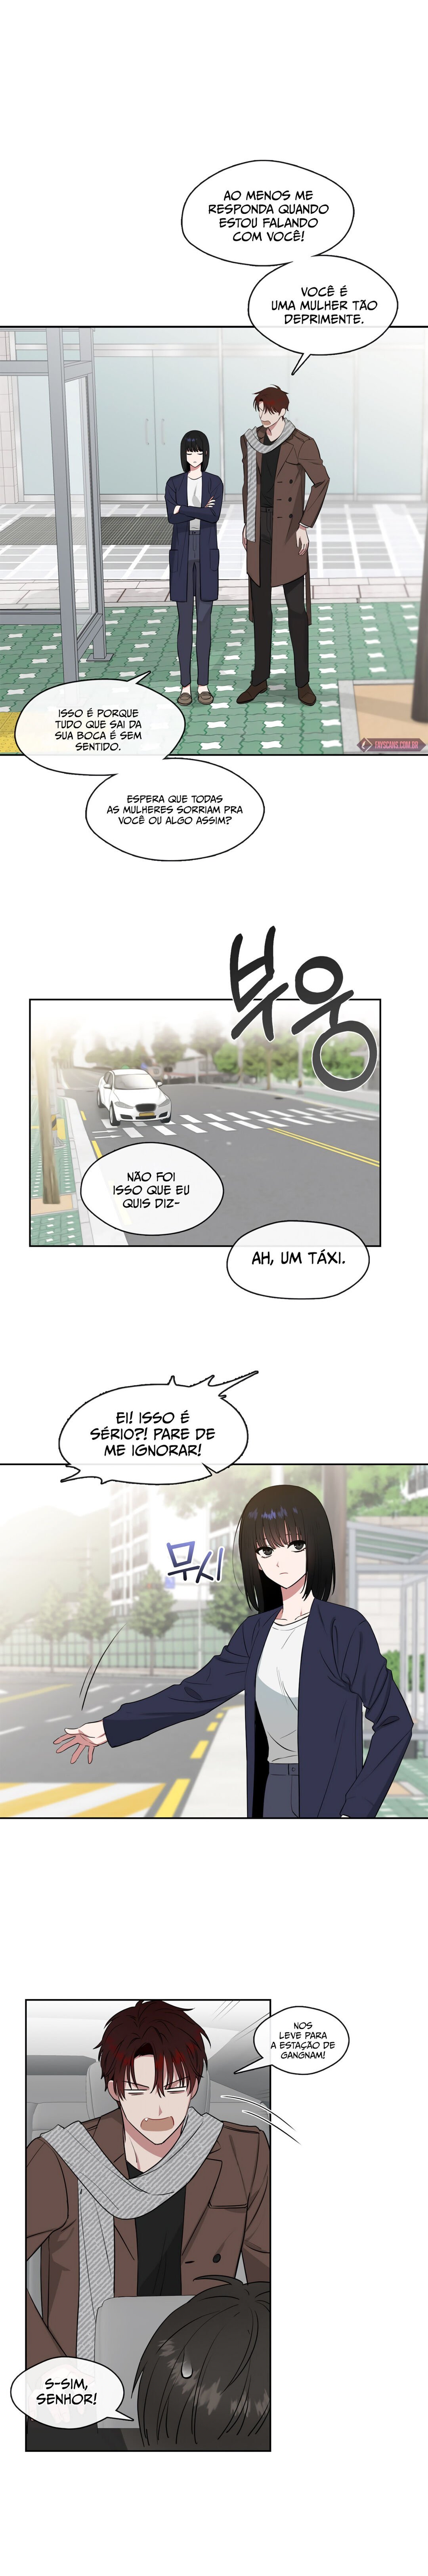 AO MENOS ME
RESPONDA QUANDO
ESTOU FALANDO
COM VOCÊ!
VOCÊ É
UMA MULHER TÃO
DEPRIMENTE.
ISSO É PORQUE
TUDO QUE SAI DA
SUA BOCA É SEM
SENTIDO.
FAYSCANS.COM.BR
ESPERA QUE TODAS
AS MULHERES SORRIAM PRA
VOCÊ OU ALGO ASSIM?
부웅
NÃO FOI
ISSO QUE EU
QUIS DIZ-
AH, UM TÁXI.
EI! ISSO É
SÉRIO?! PARE DE
ME IGNORAR!
무시
NOS
LEVE PARA
A ESTAÇÃO DE
GANGNAM!
S-SIM,
SENHOR!